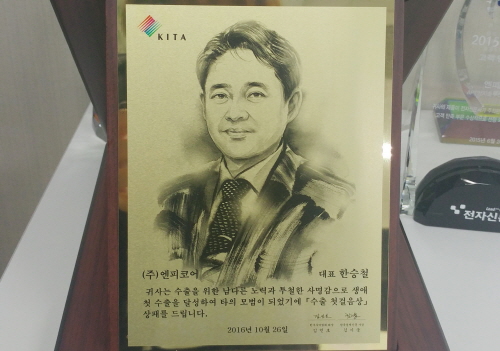 KITA
(주)엔피코어
대표 한승철
귀사는 수출을 위한 남다른 노력과 투철한 사명감으로 생애
첫 수출을 달성하여 타의 모범이 되었기에 「수출 첫걸음상」
상패를 드립니다.
2016년 10월 26일
전자신